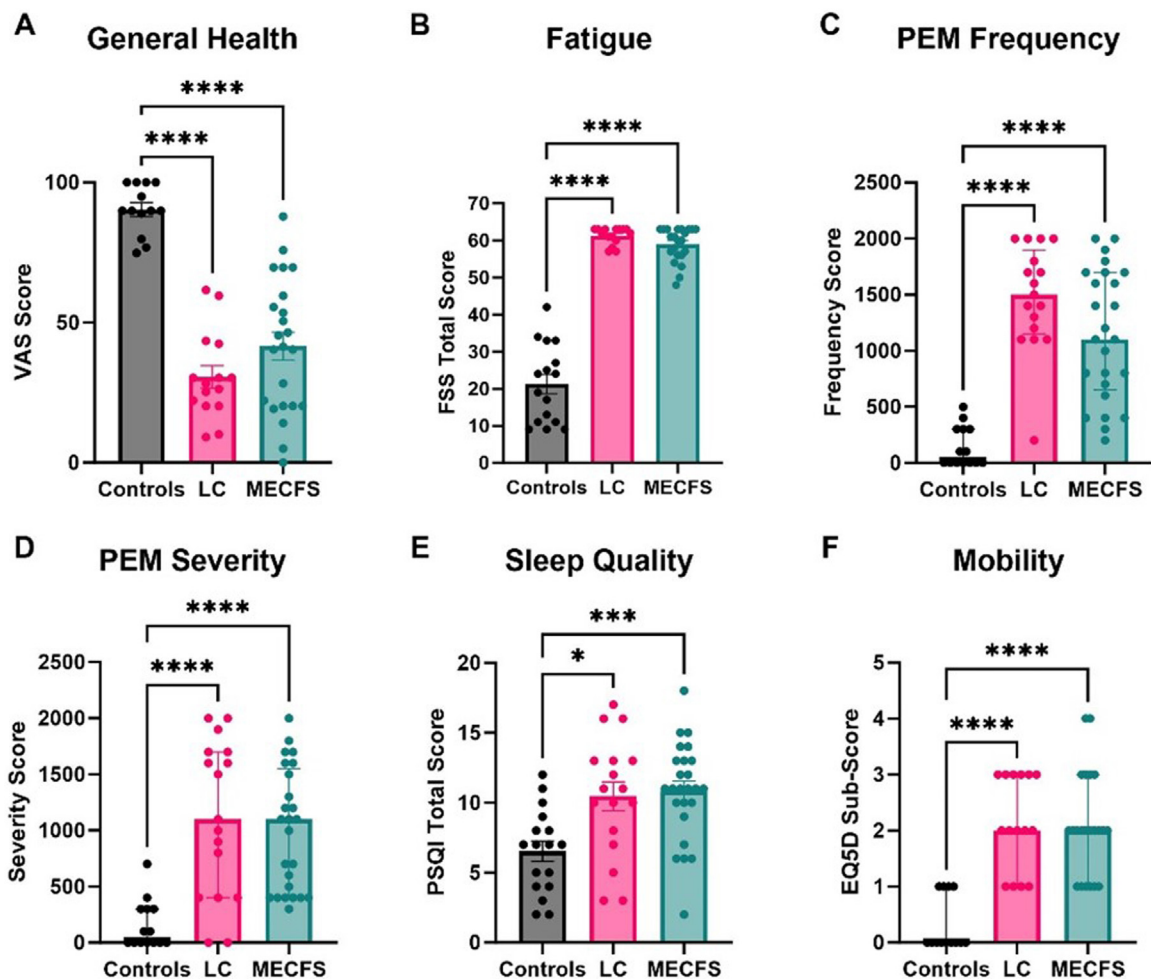 A
General Health
****
****
100
50
0
VAS Score
Controls LC MECFS
B
Fatigue
****
****
70
60
50
40
30
20
10
0
FSS Total Score
Controls LC MECFS
C
PEM Frequency
****
****
2500
2000
1500
1000
500
0
Frequency Score
Controls LC MECFS
D
PEM Severity
****
****
2500
2000
1500
1000
500
0
Severity Score
Controls LC MECFS
E
Sleep Quality
***
*
20
15
10
5
0
PSQI Total Score
Controls LC MECFS
F
Mobility
****
****
5
4
3
2
1
0
EQ5D Sub-Score
Controls LC MECFS